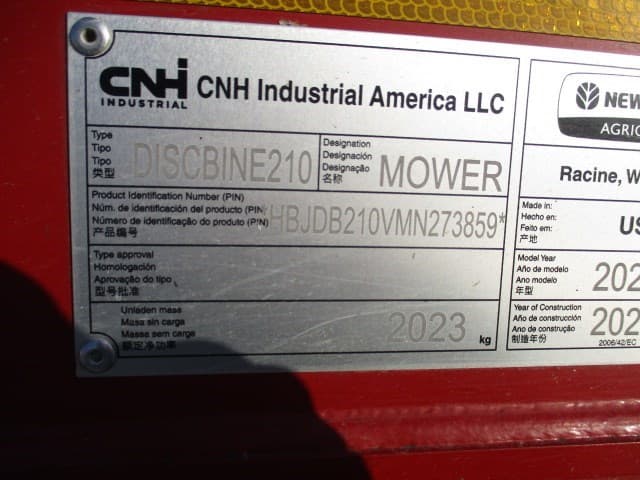 CNH
INDUSTRIAL
CNH Industrial America LLC
Type
Tipo
Tipo
类型
DISCBINE210
Designation
Designación
Designação
名称
MOWER
Product Identification Number (PIN)
Núm. de identificación del producto (PIN)
Número de identificação do produto (PIN)
产品编号
HBJDB210VMN273859*
Type approval
Homologación
Aprovação do tipo
型号批准
Unladen mass
Masa sin carga
Massa sem carga
额定净功率
2023
kg
NEW
AGRIC
Racine, W
Made in:
Hecho en:
Feito em:
产地
US
Model Year
Año de modelo
Ano modelo
年型
202
Year of Construction
Año de construcción
Ano de construção
制造年份
202
2006/42/EC